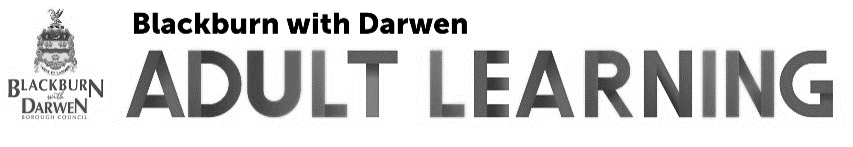 Blackburn with Darwen
ADULT LEARNING
BLACKBURN
with
DARWEN
BOROUGH COUNCIL